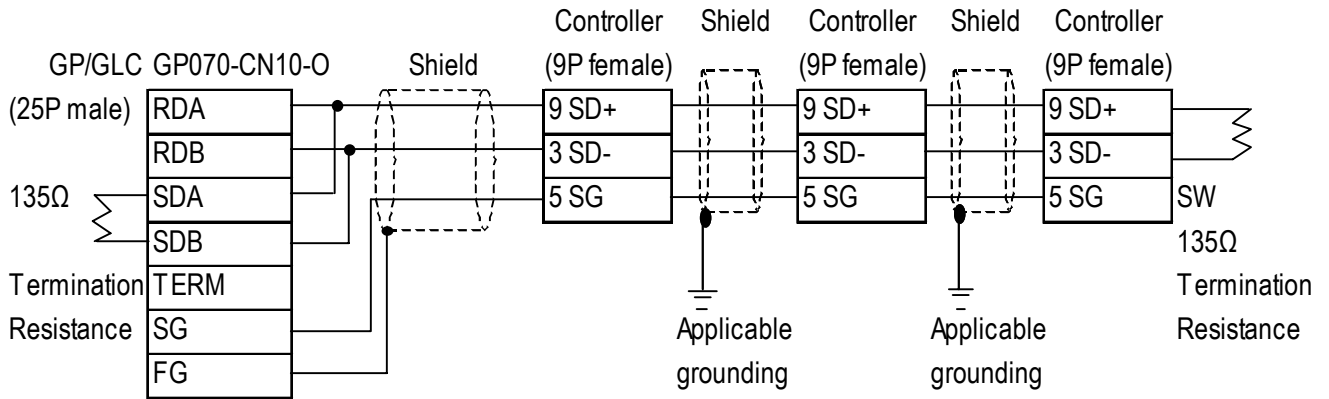 Controller Shield Controller Shield Controller
GP/GLC GP070-CN10-O Shield (9P female) (9P female) (9P female)
(25P male) RDA 9 SD+ 9 SD+ 9 SD+
RDB 3 SD- 3 SD- 3 SD-
135Ω SDA 5 SG 5 SG 5 SG SW
SDB 135Ω
Termination TERM Termination
Resistance SG Applicable Applicable Resistance
FG grounding grounding